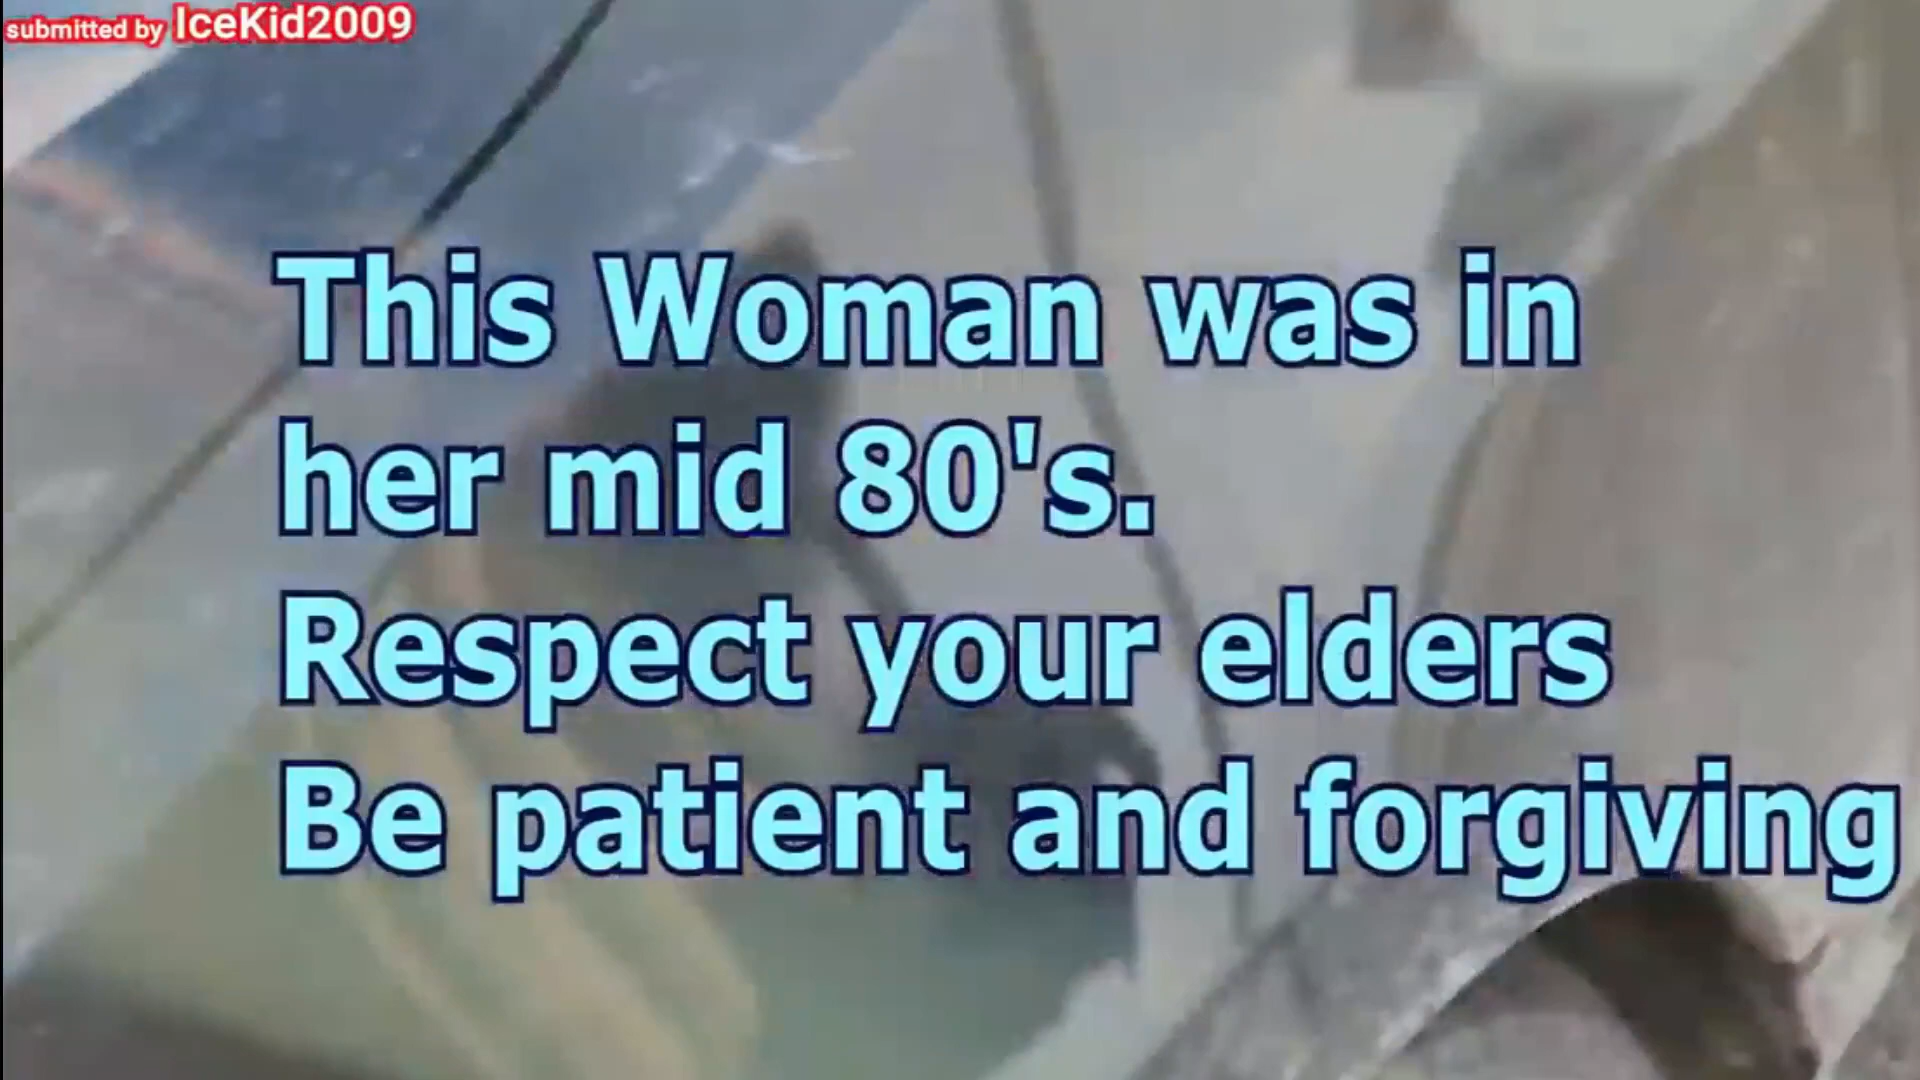 submitted by IceKid2009
This Woman was in
her mid 80's.
Respect your elders
Be patient and forgiving